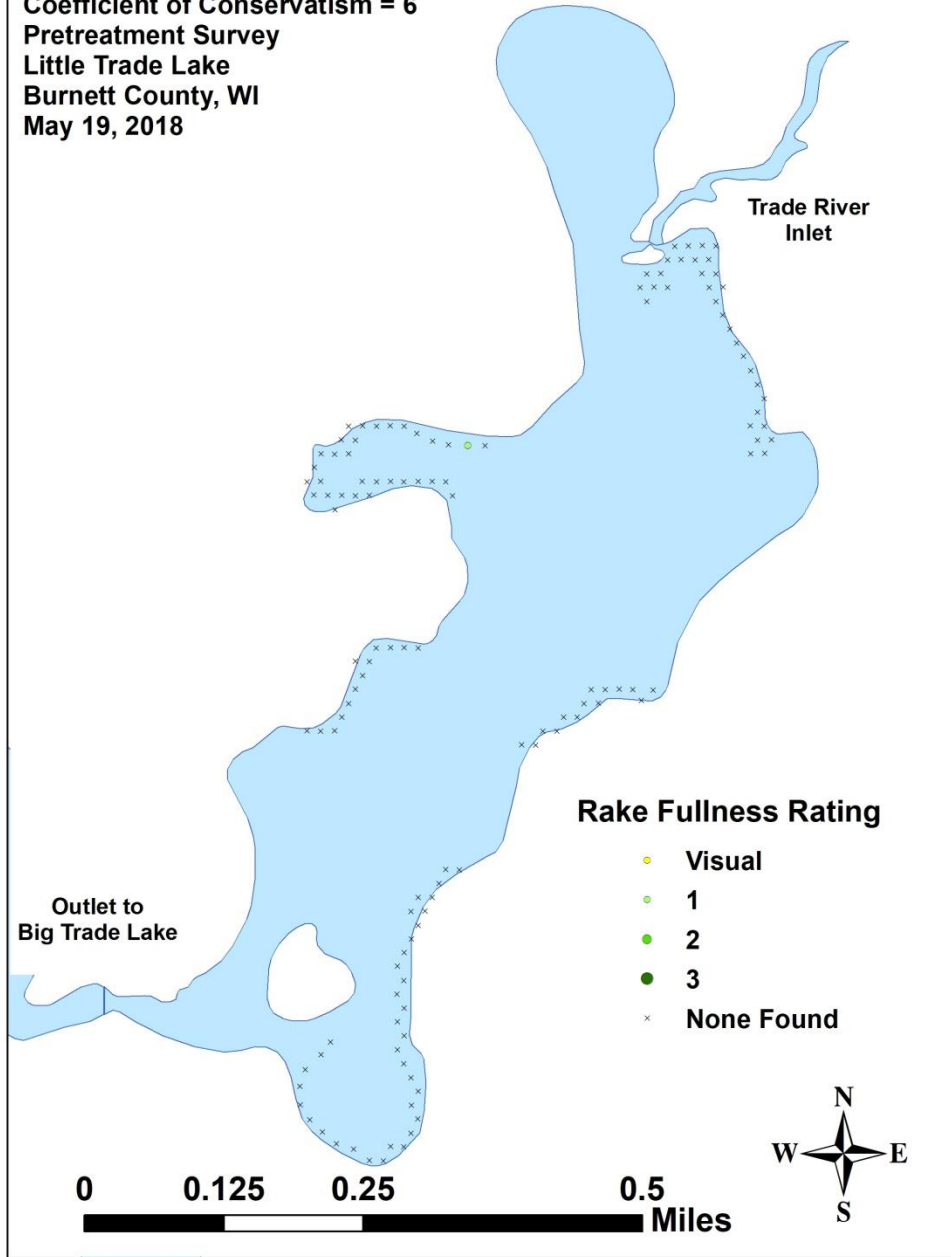 Coefficient of Conservatism = 6
Pretreatment Survey
Little Trade Lake
Burnett County, WI
May 19, 2018
Trade River
Inlet
Rake Fullness Rating
Visual
1
2
3
None Found
Outlet to
Big Trade Lake
N
W E
S
0 0.125 0.25 0.5
Miles